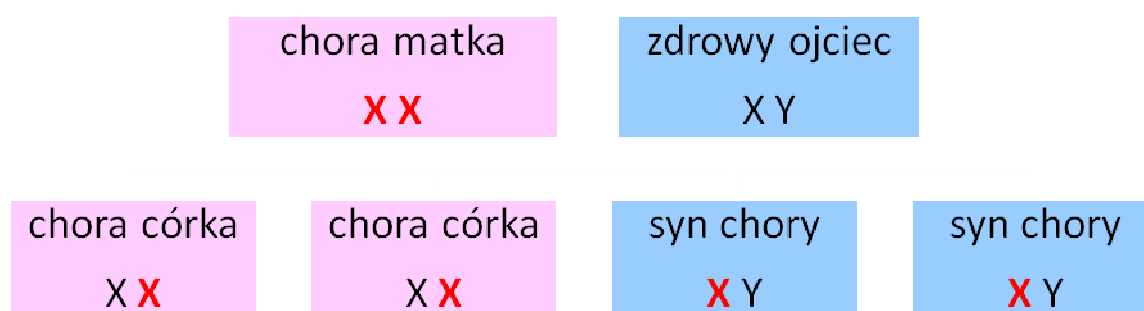 chora matka
X X
zdrowy ojciec
X Y
chora córka
X X
chora córka
X X
syn chory
X Y
syn chory
X Y